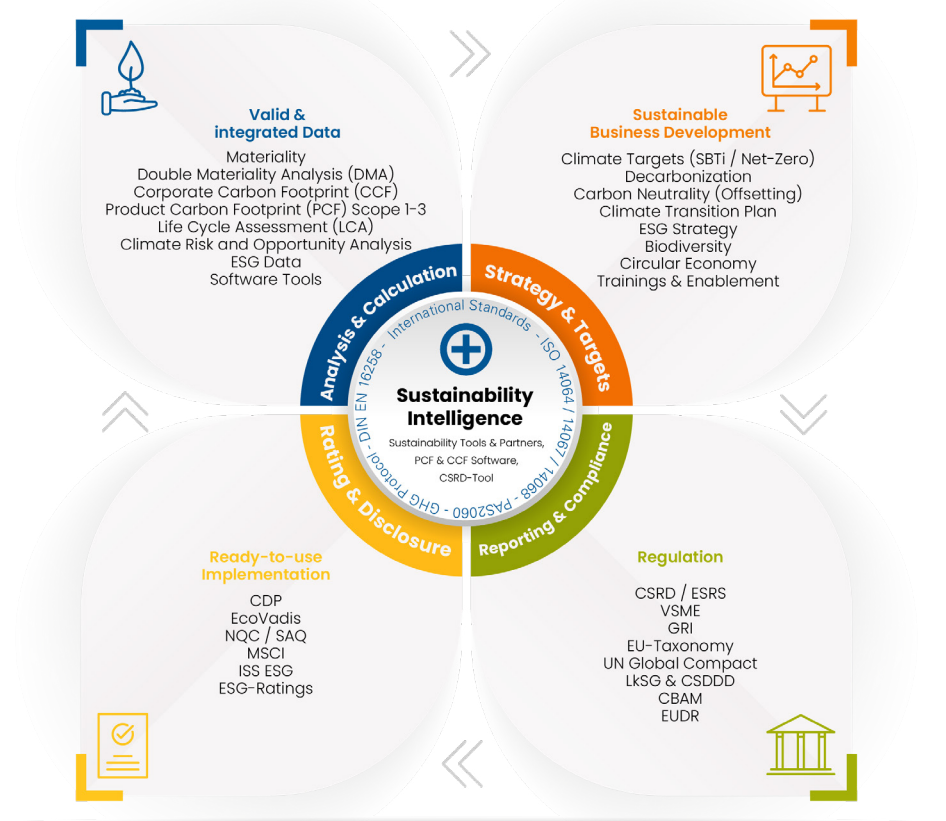 Valid &
integrated Data
Materiality
Double Materiality Analysis (DMA)
Corporate Carbon Footprint (CCF)
Product Carbon Footprint (PCF) Scope 1-3
Life Cycle Assessment (LCA)
Climate Risk and Opportunity Analysis
ESG Data
Software Tools
Sustainable
Business Development
Climate Targets (SBTi / Net-Zero)
Decarbonization
Carbon Neutrality (Offsetting)
Climate Transition Plan
ESG Strategy
Biodiversity
Circular Economy
Trainings & Enablement
Analysis & Calculation
Strategy & Targets
International Standards - ISO 14064 / 14067 / 14068 - PAS2060 - GHG Protocol - DIN EN 16258 -
Sustainability
Intelligence
Sustainability Tools & Partners,
PCF & CCF Software,
CSRD-Tool
Rating & Disclosure
Reporting & Compliance
Ready-to-use
Implementation
CDP
EcoVadis
NQC / SAQ
MSCI
ISS ESG
ESG-Ratings
Regulation
CSRD / ESRS
VSME
GRI
EU-Taxonomy
UN Global Compact
LkSG & CSDDD
CBAM
EUDR